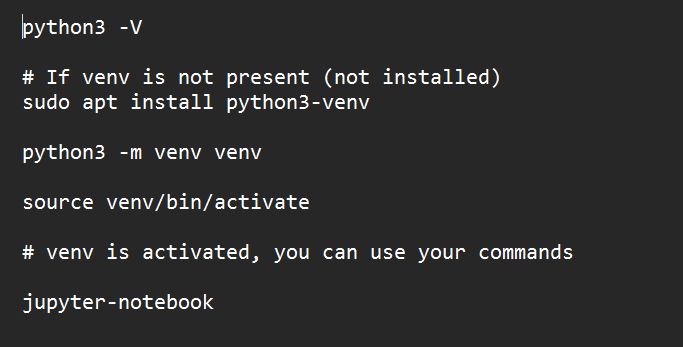 python3 -V
# If venv is not present (not installed)
sudo apt install python3-venv
python3 -m venv venv
source venv/bin/activate
# venv is activated, you can use your commands
jupyter-notebook